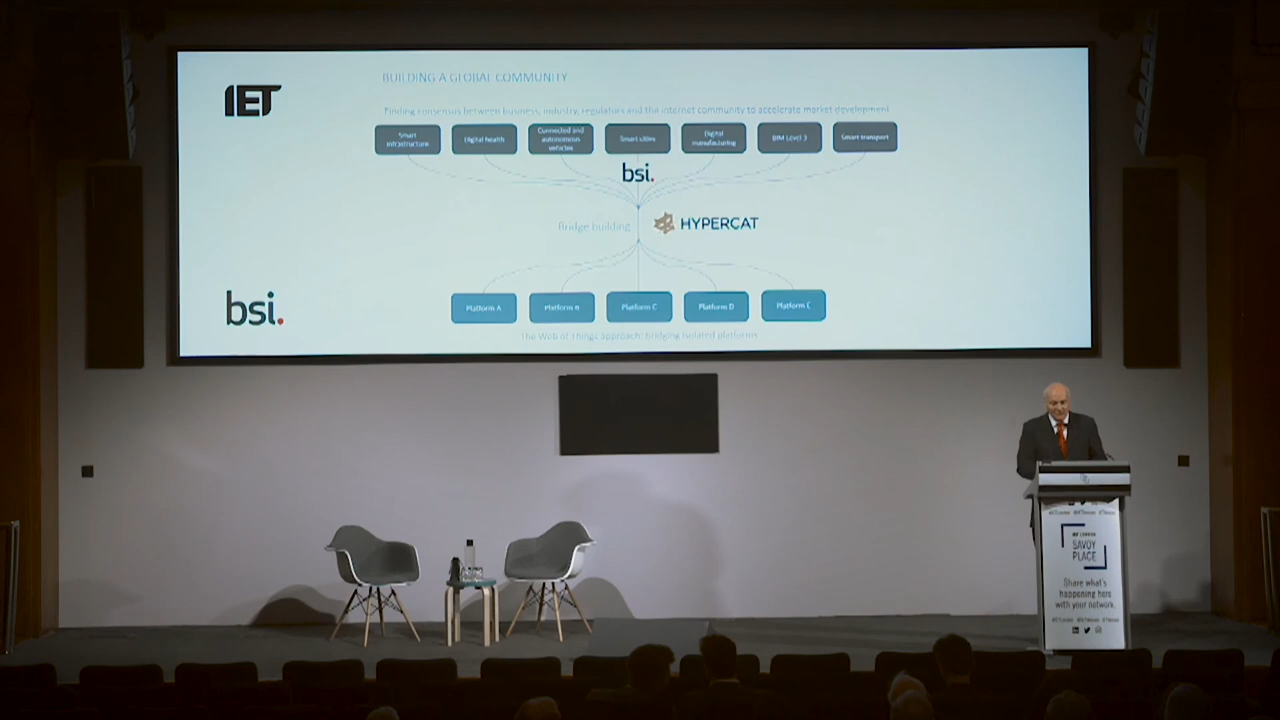 IET
BUILDING A GLOBAL COMMUNITY
Finding consensus between business, industry, regulators and the internet community to accelerate market development
Smart
infrastructure
Digital health
Connected and
autonomous
vehicles
Smart cities
Digital
manufacturing
BIM Level 3
Smart transport
bsi.
Bridge building
HYPERCAT
bsi.
Platform A
Platform B
Platform C
Platform D
Platform E
The Web of Things approach: bridging isolated platforms
IET LONDON
SAVOY
PLACE
Share what's
happening here
with your network.